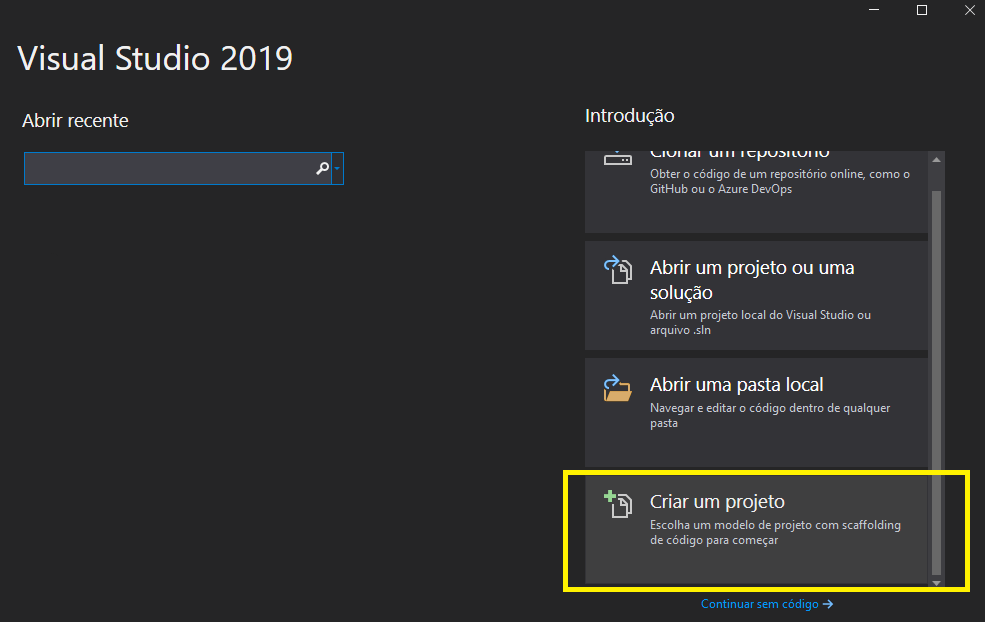 Visual Studio 2019
Abrir recente
Introdução
Clonar um repositório
Obter o código de um repositório online, como o
GitHub ou o Azure DevOps
Abrir um projeto ou uma
solução
Abrir um projeto local do Visual Studio ou
arquivo .sln
Abrir uma pasta local
Navegar e editar o código dentro de qualquer
pasta
Criar um projeto
Escolha um modelo de projeto com scaffolding
de código para começar
Continuar sem código